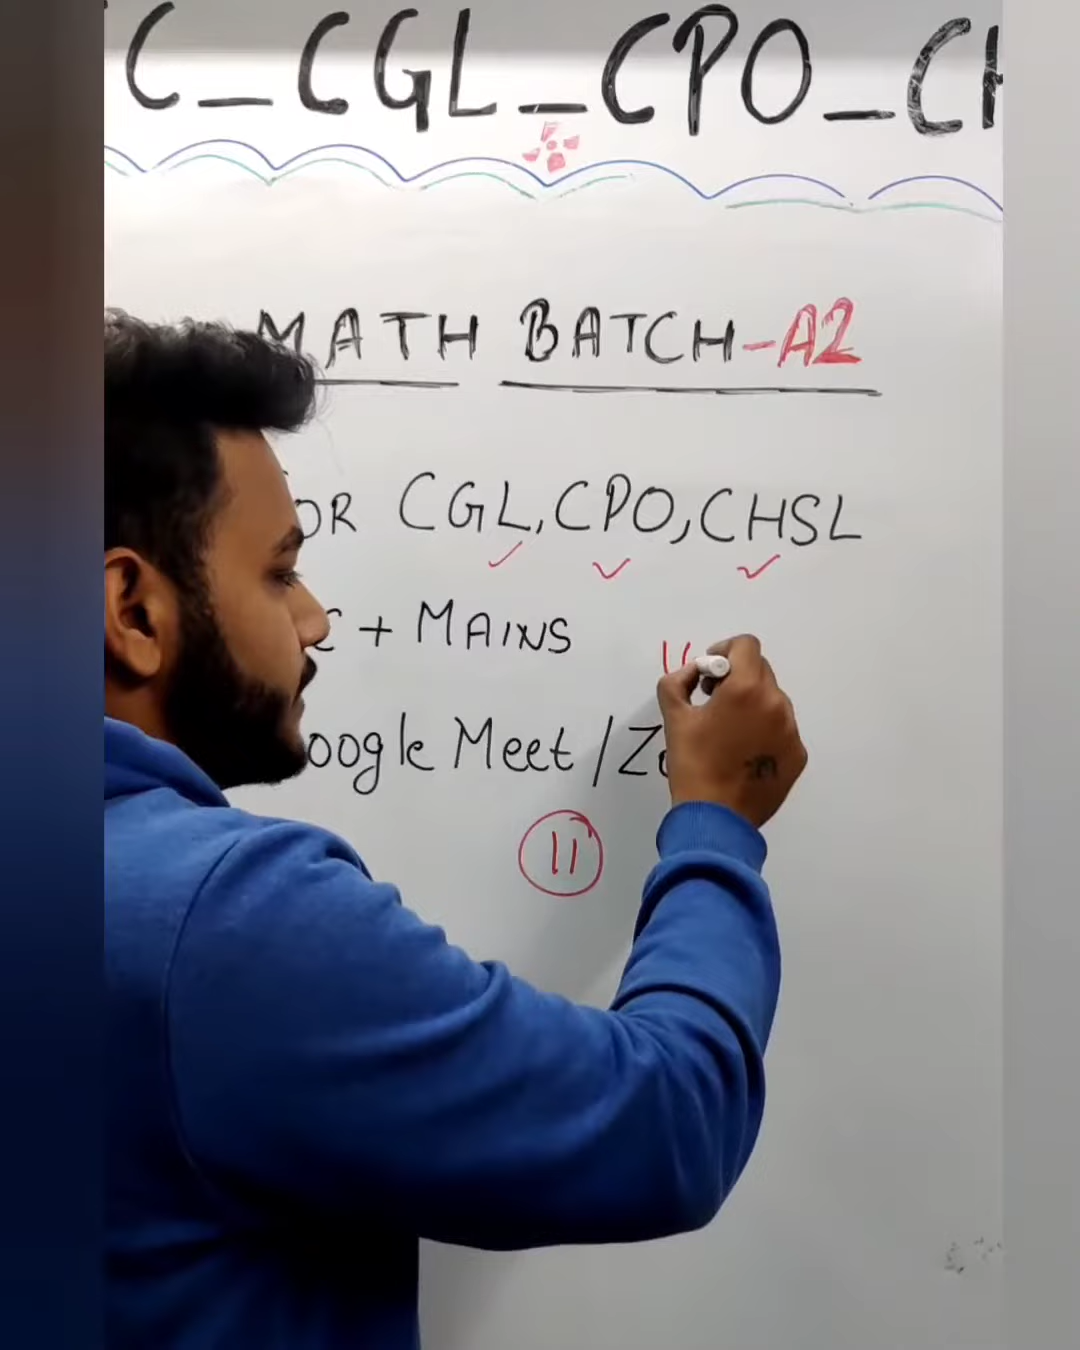 C_CGL_CPO_CH
MATH BATCH-A2
OR CGL, CPO, CHSL
+ MAINS
oogle Meet / Z
11